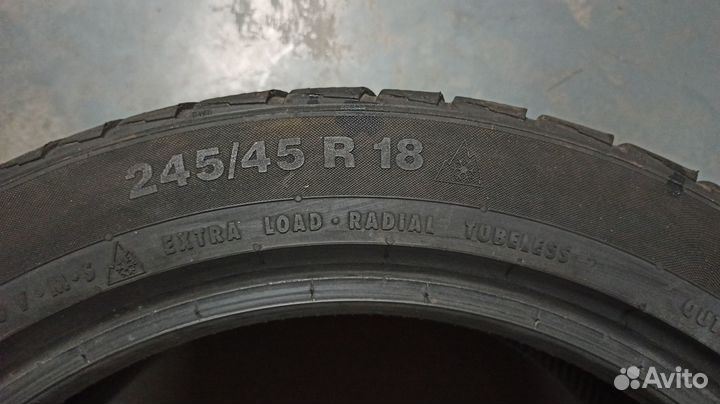 245/45 R 18
V · M · S EXTRA LOAD · RADIAL TUBELESS
Avito